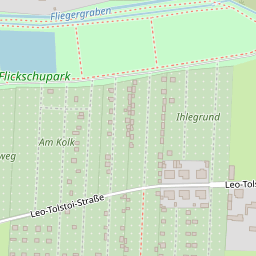 Fliegergraben
Flickschupark
Ihlegrund
Am Kolk
weg
Leo-Tolstoi-Straße
Leo-Tols